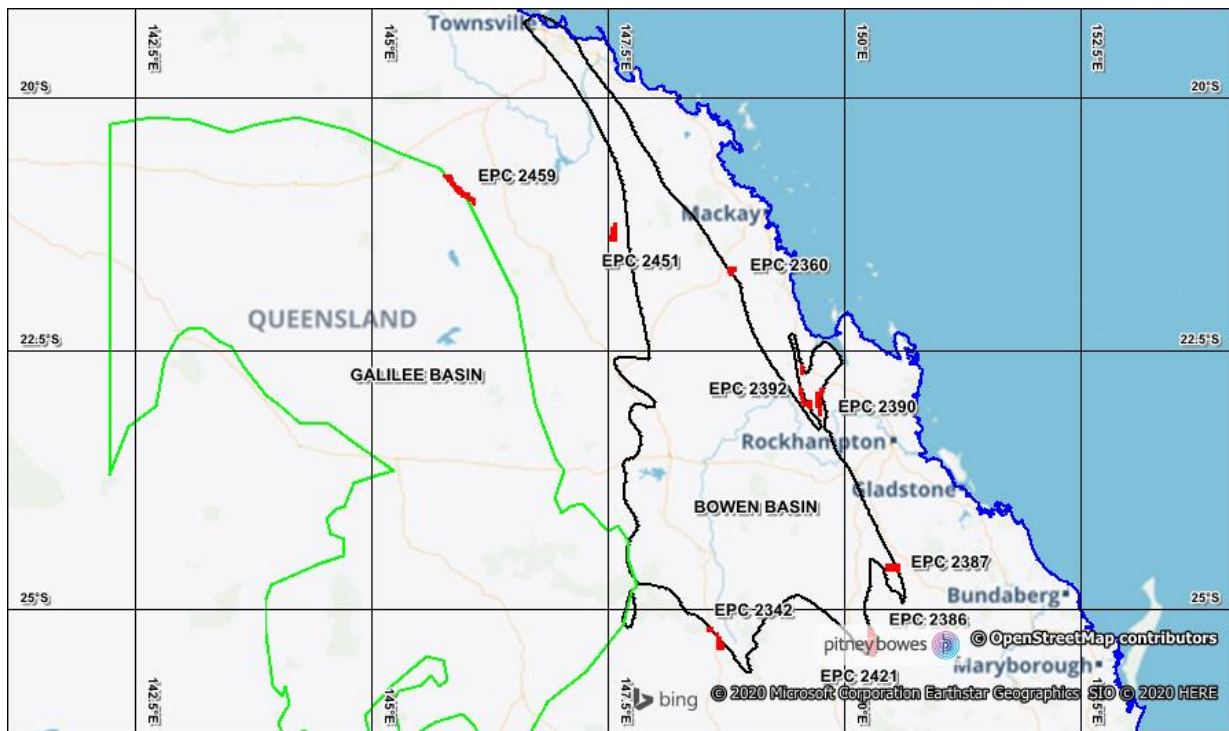 Townsville
142.5°E
145°E
147.5°E
150°E
152.5°E
20°S
20°S
EPC 2459
Mackay
EPC 2451
EPC 2360
QUEENSLAND
22.5°S
22.5°S
GALILEE BASIN
EPC 2392
EPC 2390
Rockhampton
Gladstone
BOWEN BASIN
EPC 2387
Bundaberg
25°S
25°S
EPC 2342
EPC 2386
pitney bowes
© OpenStreetMap contributors
Maryborough
EPC 2421
bing
© 2020 Microsoft Corporation Earthstar Geographics SIO © 2020 HERE
142.5°E
145°E
147.5°E